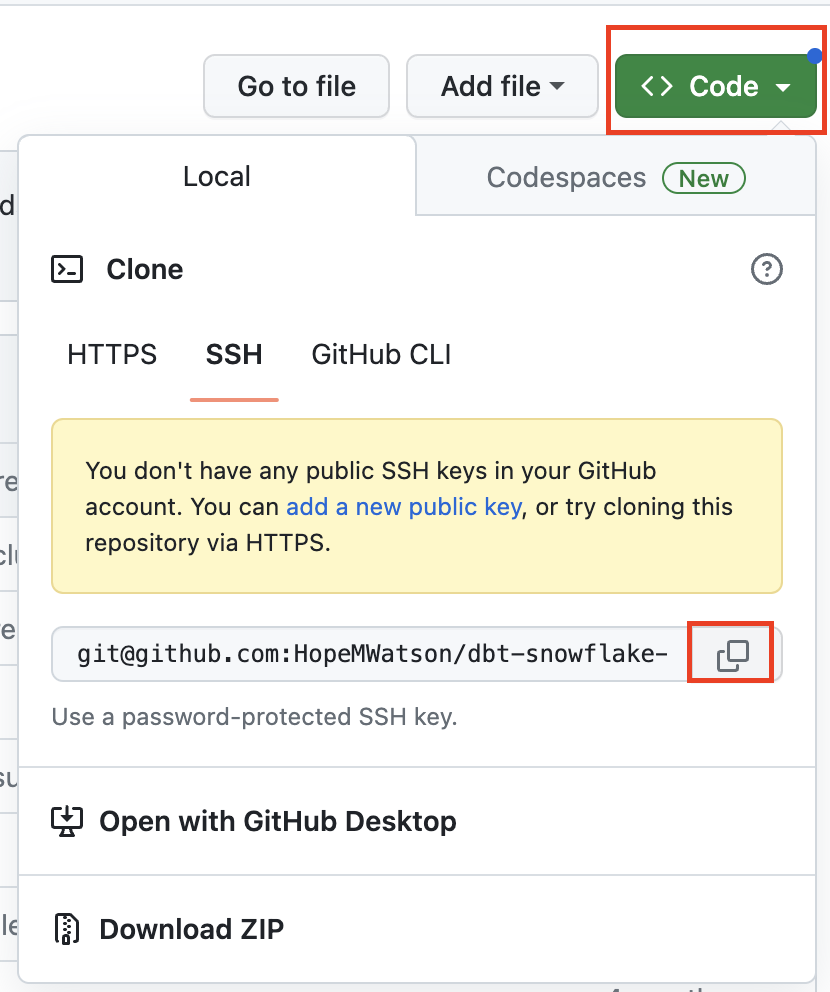 Go to file
Add file
Code
Local
Codespaces
New
Clone
HTTPS
SSH
GitHub CLI
You don't have any public SSH keys in your GitHub
account. You can add a new public key, or try cloning this
repository via HTTPS.
git@github.com:HopeMWatson/dbt-snowflake-
Use a password-protected SSH key.
Open with GitHub Desktop
Download ZIP